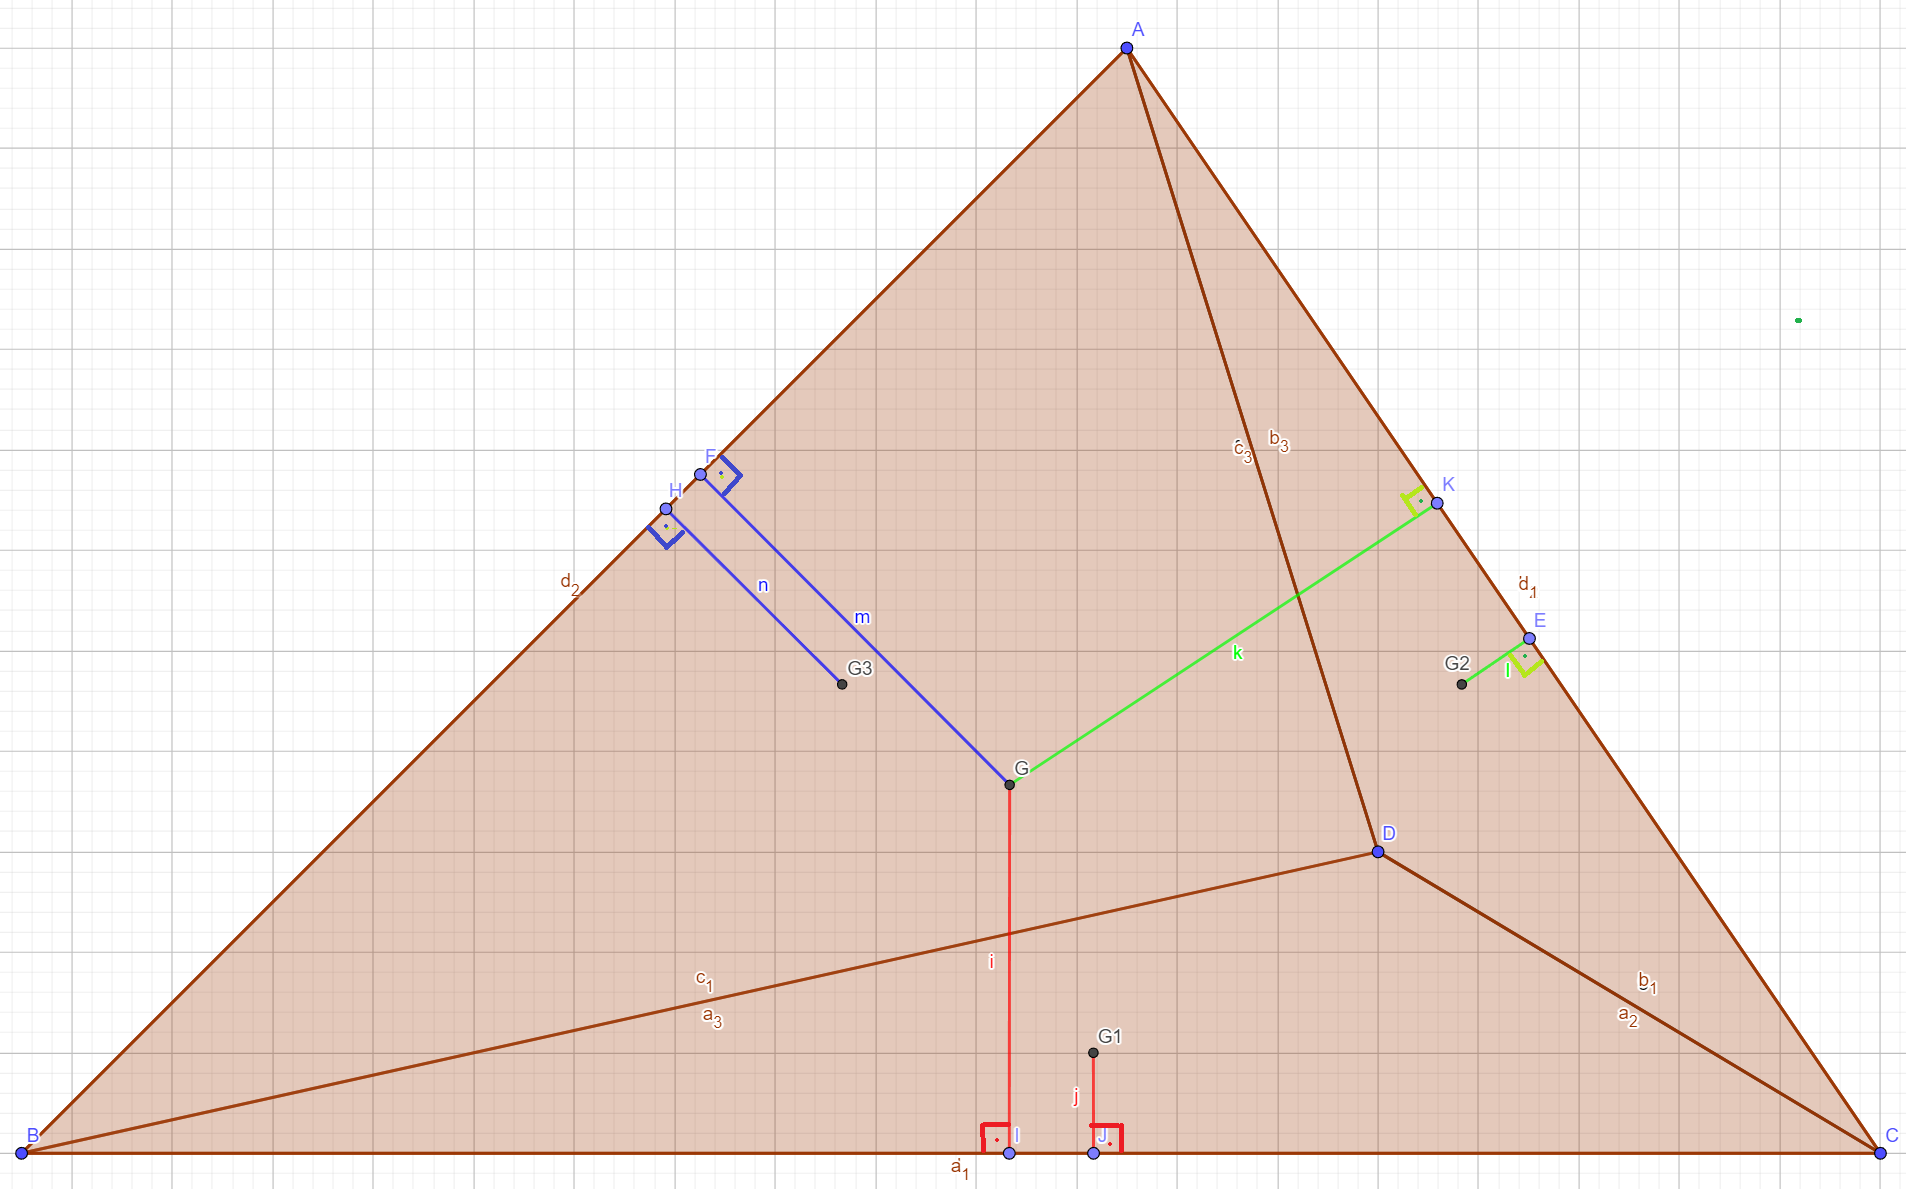 A
c₃
b₃
F
H
K
d₂
n
d₁
m
E
k
G3
G2
l
G
D
i
c₁
b₁
a₃
a₂
G1
j
B
I
J
C
a₁